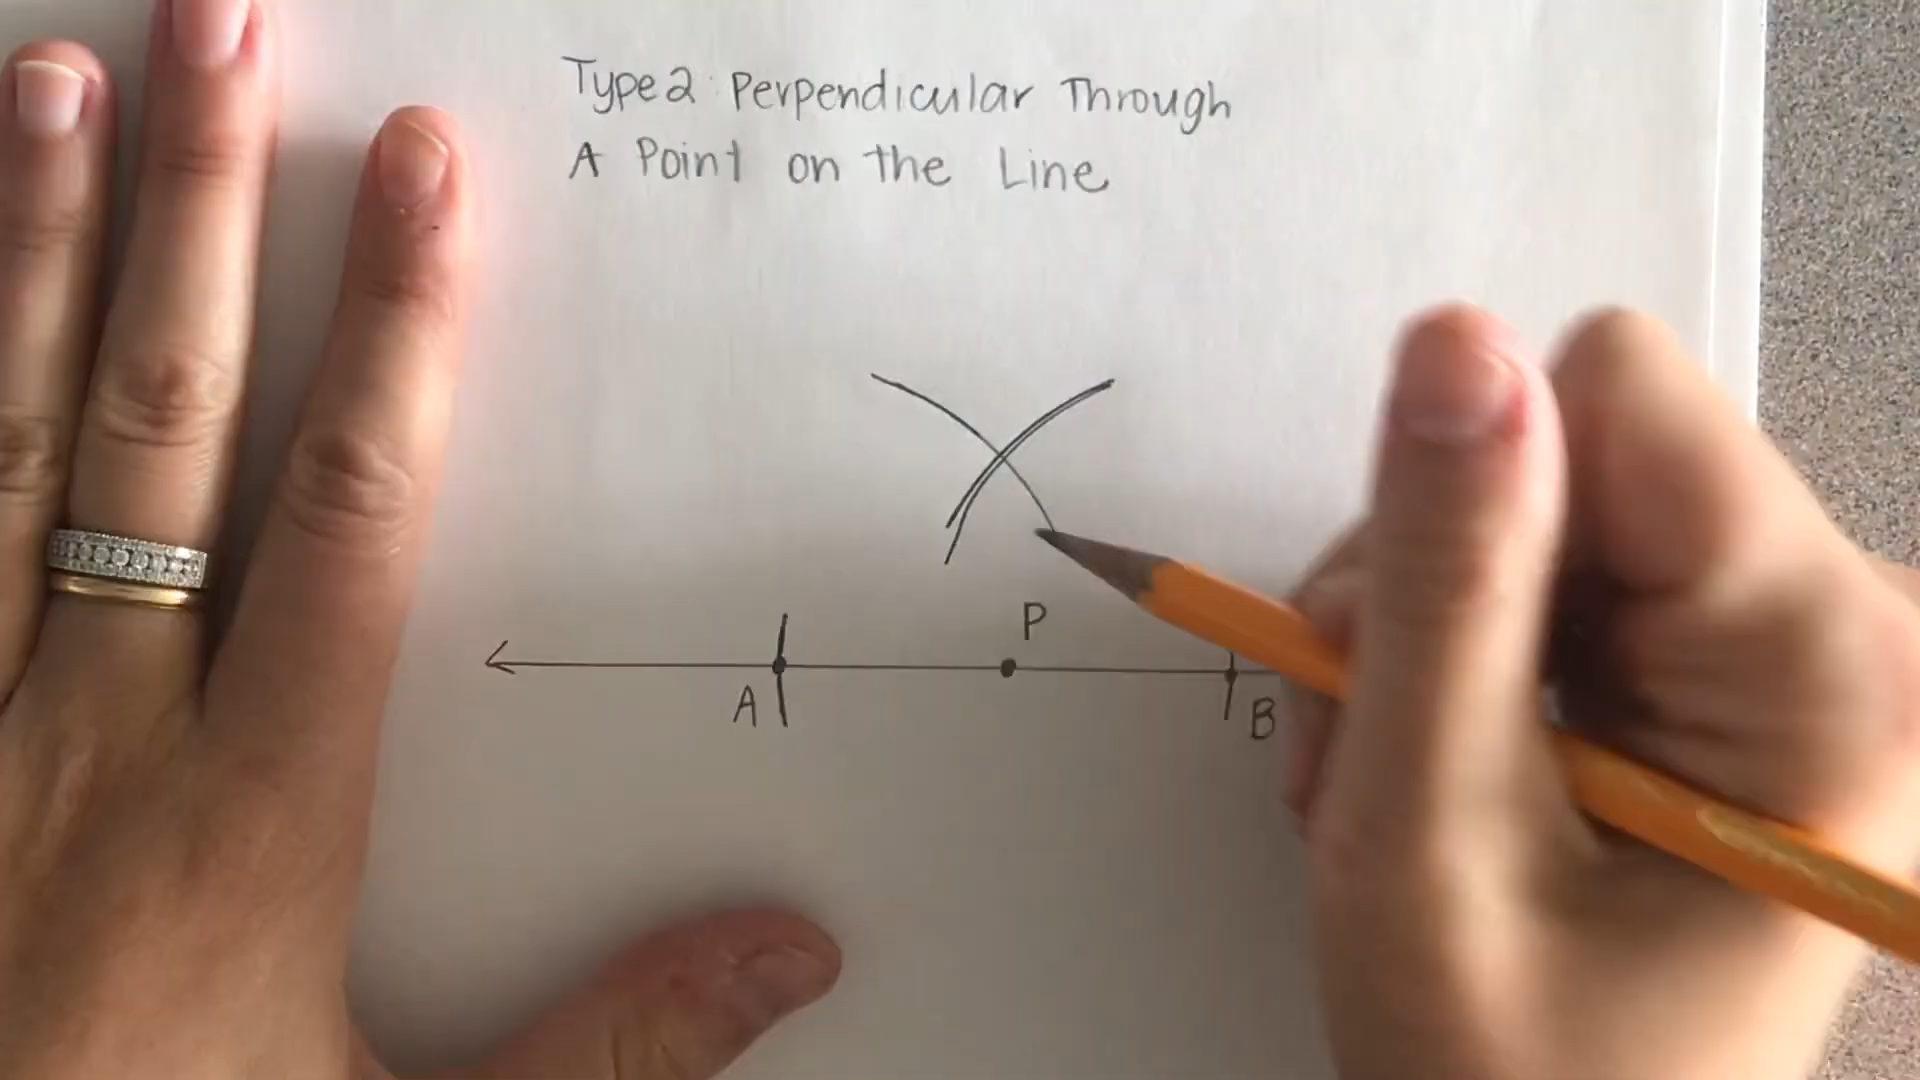 Type 2: Perpendicular Through
A Point on the Line
P
A
B